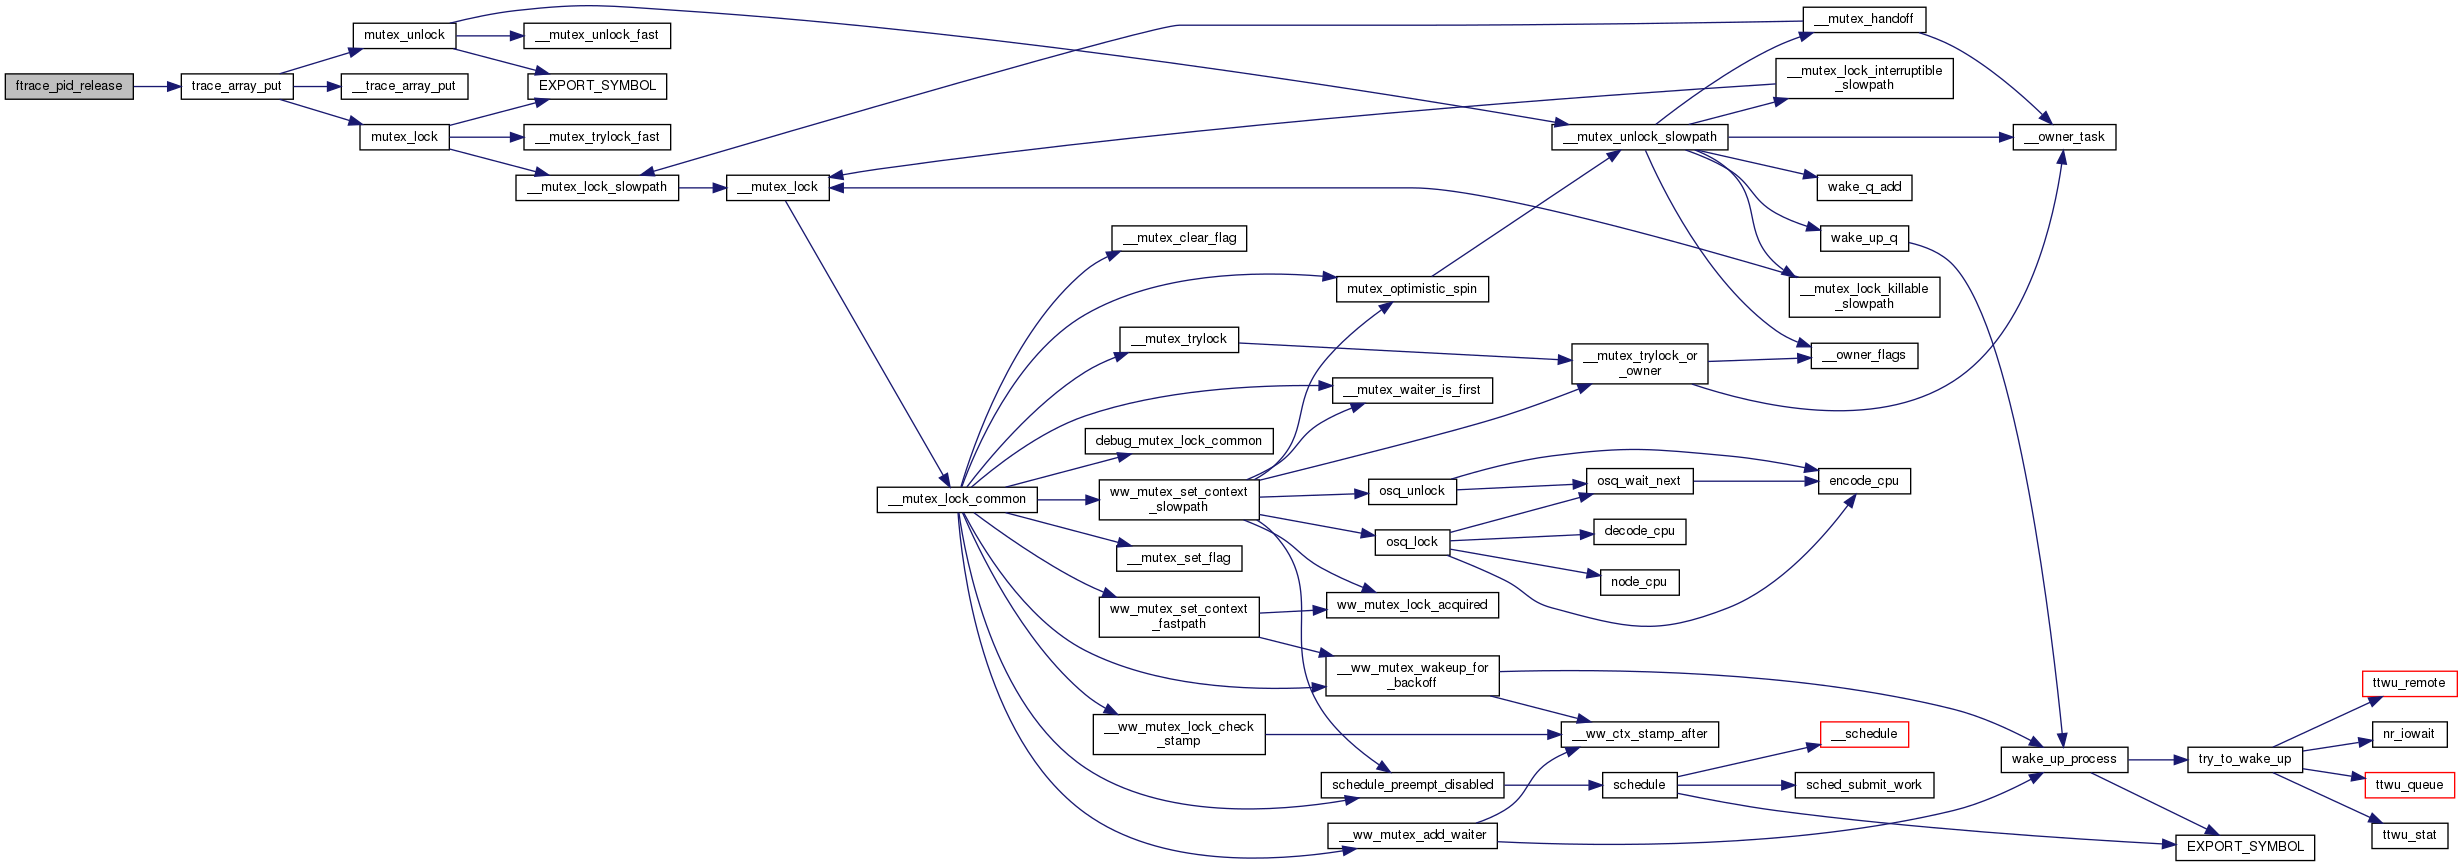 ftrace_pid_release
trace_array_put
mutex_unlock
__trace_array_put
mutex_lock
__mutex_unlock_fast
EXPORT_SYMBOL
__mutex_trylock_fast
__mutex_lock_slowpath
__mutex_lock
__mutex_lock_common
__mutex_clear_flag
mutex_optimistic_spin
__mutex_trylock
__mutex_waiter_is_first
debug_mutex_lock_common
ww_mutex_set_context
_slowpath
__mutex_set_flag
ww_mutex_set_context
_fastpath
__ww_mutex_lock_check
_stamp
osq_unlock
osq_lock
ww_mutex_lock_acquired
__ww_mutex_wakeup_for
_backoff
schedule_preempt_disabled
__ww_mutex_add_waiter
__mutex_unlock_slowpath
__mutex_trylock_or
_owner
osq_wait_next
decode_cpu
node_cpu
__ww_ctx_stamp_after
schedule
__mutex_handoff
__mutex_lock_interruptible
_slowpath
__owner_task
wake_q_add
wake_up_q
__mutex_lock_killable
_slowpath
__owner_flags
encode_cpu
__schedule
sched_submit_work
wake_up_process
try_to_wake_up
EXPORT_SYMBOL
ttwu_remote
nr_iowait
ttwu_queue
ttwu_stat